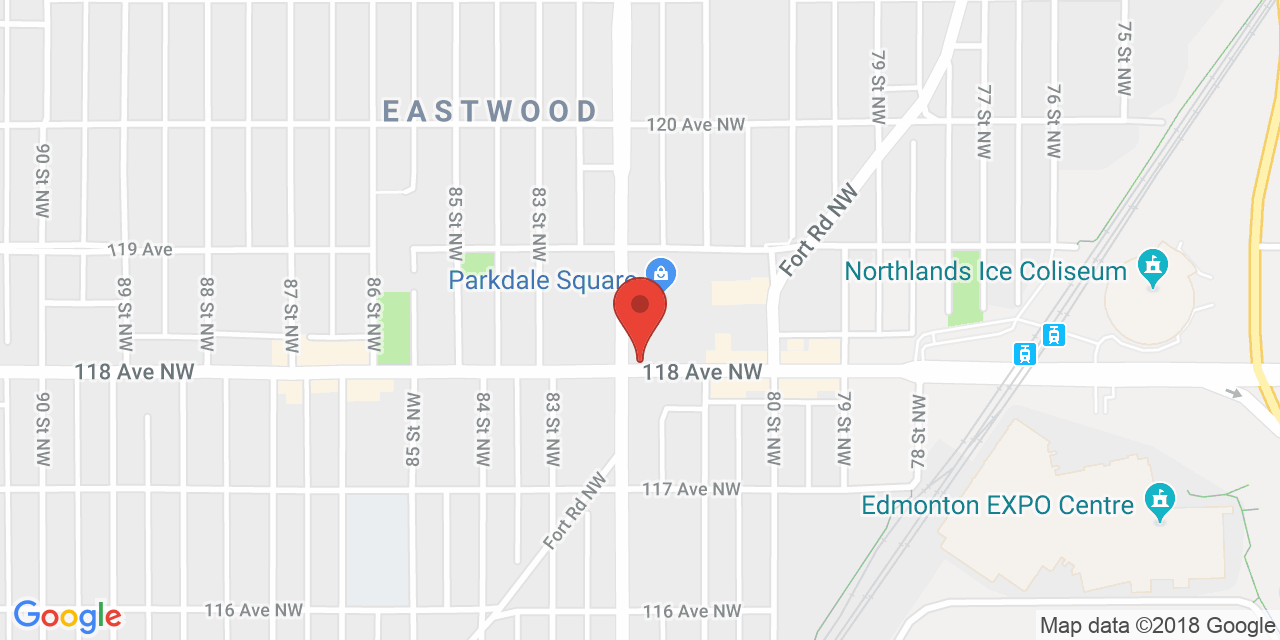 75 St NW
79 St NW
77 St NW
76 St NW
EASTWOOD
120 Ave NW
90 St NW
85 St NW
83 St NW
Fort Rd NW
119 Ave
Parkdale Square
Northlands Ice Coliseum
89 St NW
88 St NW
87 St NW
86 St NW
118 Ave NW
118 Ave NW
90 St NW
85 St NW
84 St NW
83 St NW
80 St NW
79 St NW
78 St NW
117 Ave NW
Fort Rd NW
Edmonton EXPO Centre
116 Ave NW
116 Ave NW
Google
Map data ©2018 Google